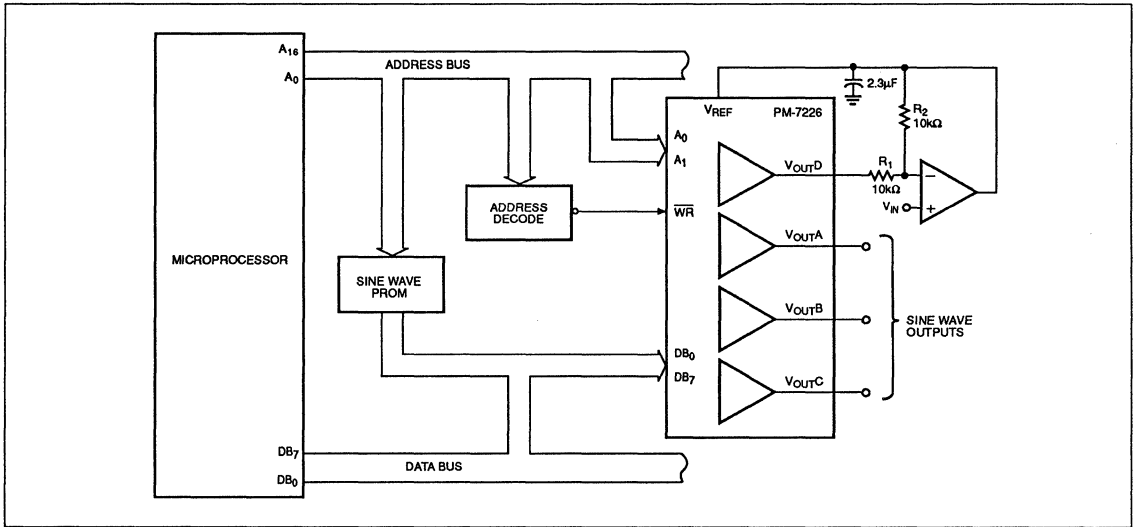 MICROPROCESSOR
A16
A0
ADDRESS BUS
ADDRESS DECODE
SINE WAVE PROM
DB7
DB0
DATA BUS
VREF
PM-7226
A0
A1
WR
DB0
DB7
VOUTD
VOUTA
VOUTB
VOUTC
2.3µF
R2
10kΩ
R1
10kΩ
−
+
VIN
SINE WAVE
OUTPUTS